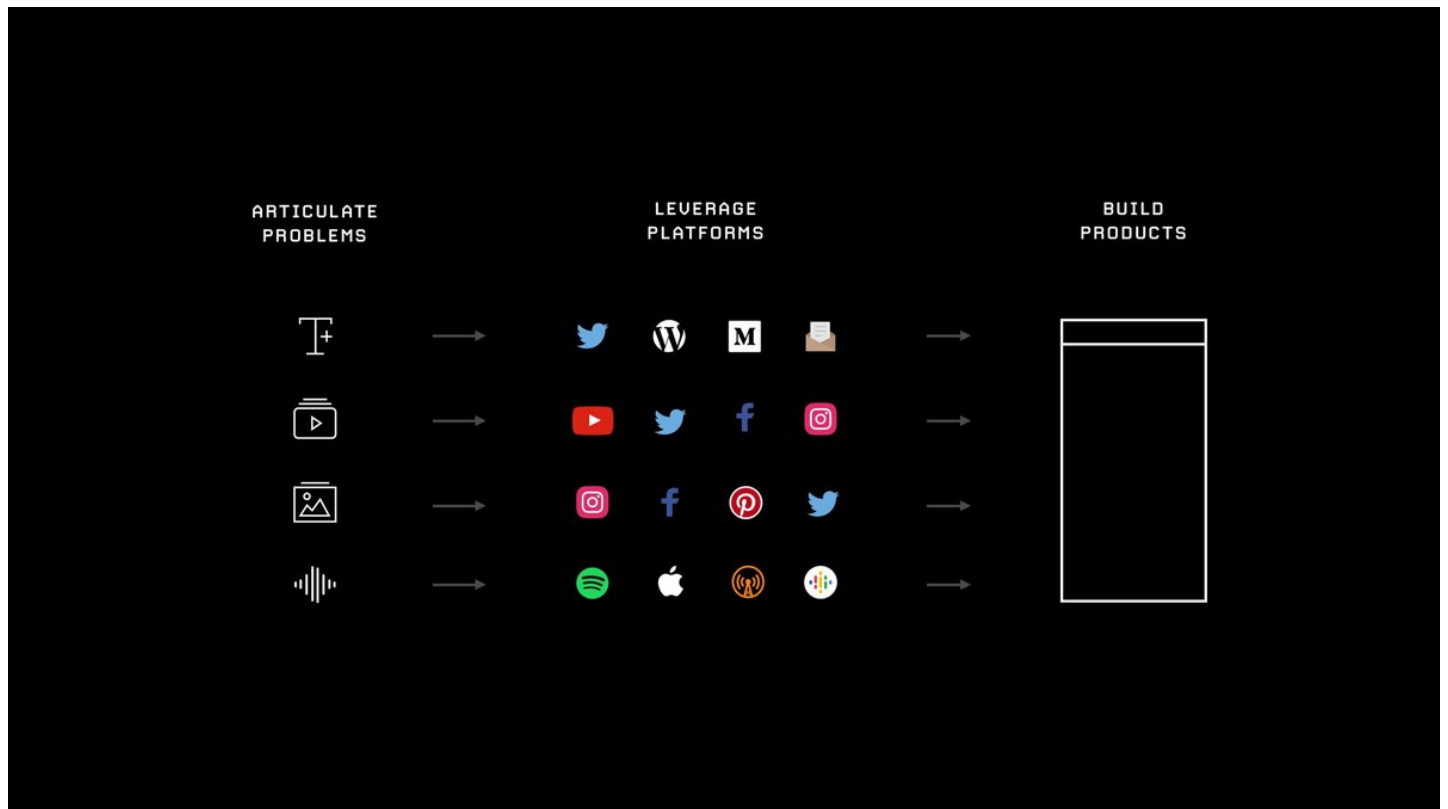 ARTICULATE
PROBLEMS
LEVERAGE
PLATFORMS
BUILD
PRODUCTS
T+
W
M
f
f